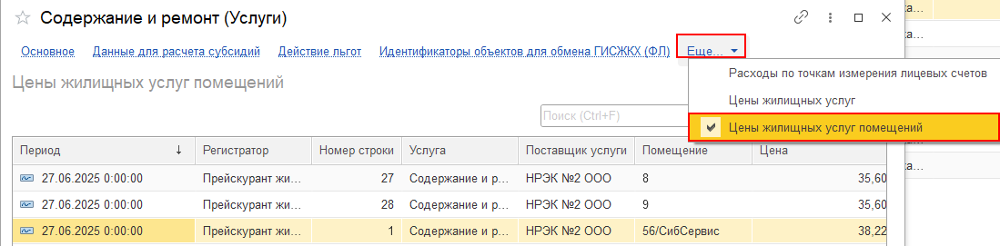 Содержание и ремонт (Услуги)
Основное Данные для расчета субсидий Действие льгот Идентификаторы объектов для обмена ГИСЖКХ (ФЛ) Еще...
Расходы по точкам измерения лицевых счетов
Цены жилищных услуг
Цены жилищных услуг помещений
Цены жилищных услуг помещений
Поиск (Ctrl+F)
Период ↓ Регистратор Номер строки Услуга Поставщик услуги Помещение Цена
27.06.2025 0:00:00 Прейскурант жи... 27 Содержание и р... НРЭК №2 ООО 8 35,60
27.06.2025 0:00:00 Прейскурант жи... 28 Содержание и р... НРЭК №2 ООО 9 35,60
27.06.2025 0:00:00 Прейскурант жи... 1 Содержание и р... НРЭК №2 ООО 56/СибСервис 38,22